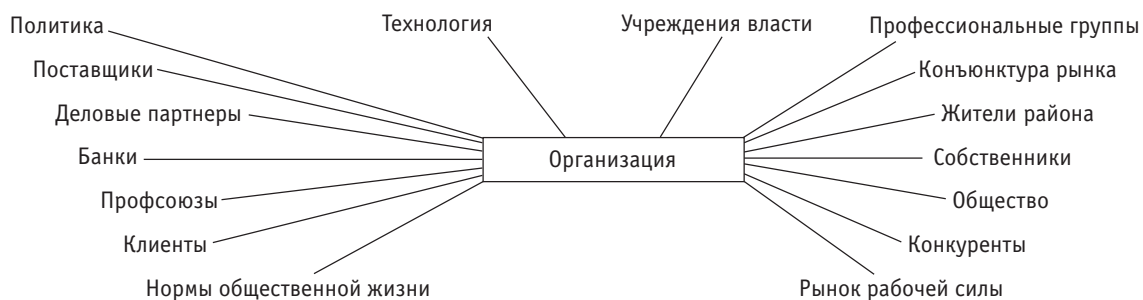 Политика
Технология
Учреждения власти
Профессиональные группы
Поставщики
Конъюнктура рынка
Деловые партнеры
Жители района
Банки
Организация
Собственники
Профсоюзы
Общество
Клиенты
Конкуренты
Нормы общественной жизни
Рынок рабочей силы